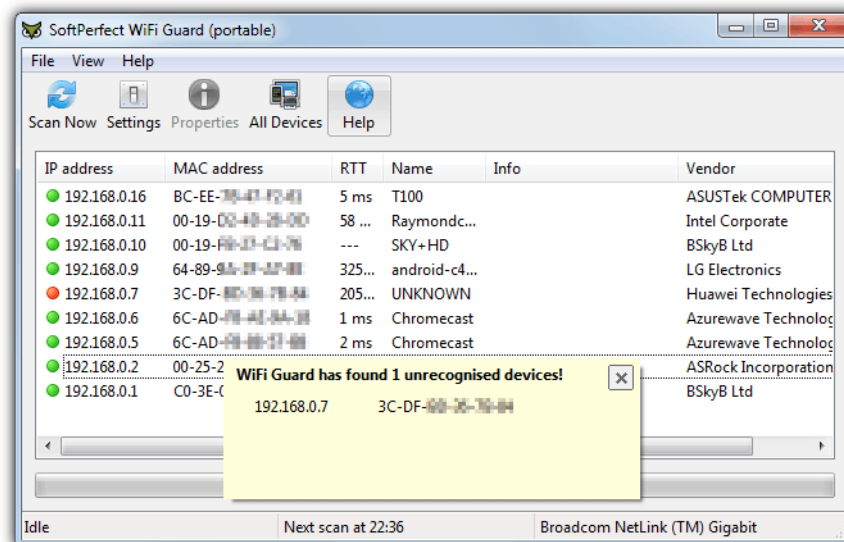 SoftPerfect WiFi Guard (portable)
File View Help
Scan Now Settings Properties All Devices Help
IP address MAC address RTT Name Info Vendor
192.168.0.16 BC-EE- 5 ms T100 ASUSTek COMPUTER
192.168.0.11 00-19- 58 ... Raymondc... Intel Corporate
192.168.0.10 00-19- --- SKY+HD BSkyB Ltd
192.168.0.9 64-89- 325... android-c4... LG Electronics
192.168.0.7 3C-DF- 205... UNKNOWN Huawei Technologies
192.168.0.6 6C-AD- 1 ms Chromecast Azurewave Technolog
192.168.0.5 6C-AD- 2 ms Chromecast Azurewave Technolog
192.168.0.2 00-25-2 ASRock Incorporation
192.168.0.1 C0-3E- BSkyB Ltd
WiFi Guard has found 1 unrecognised devices!
192.168.0.7 3C-DF-
Idle Next scan at 22:36 Broadcom NetLink (TM) Gigabit